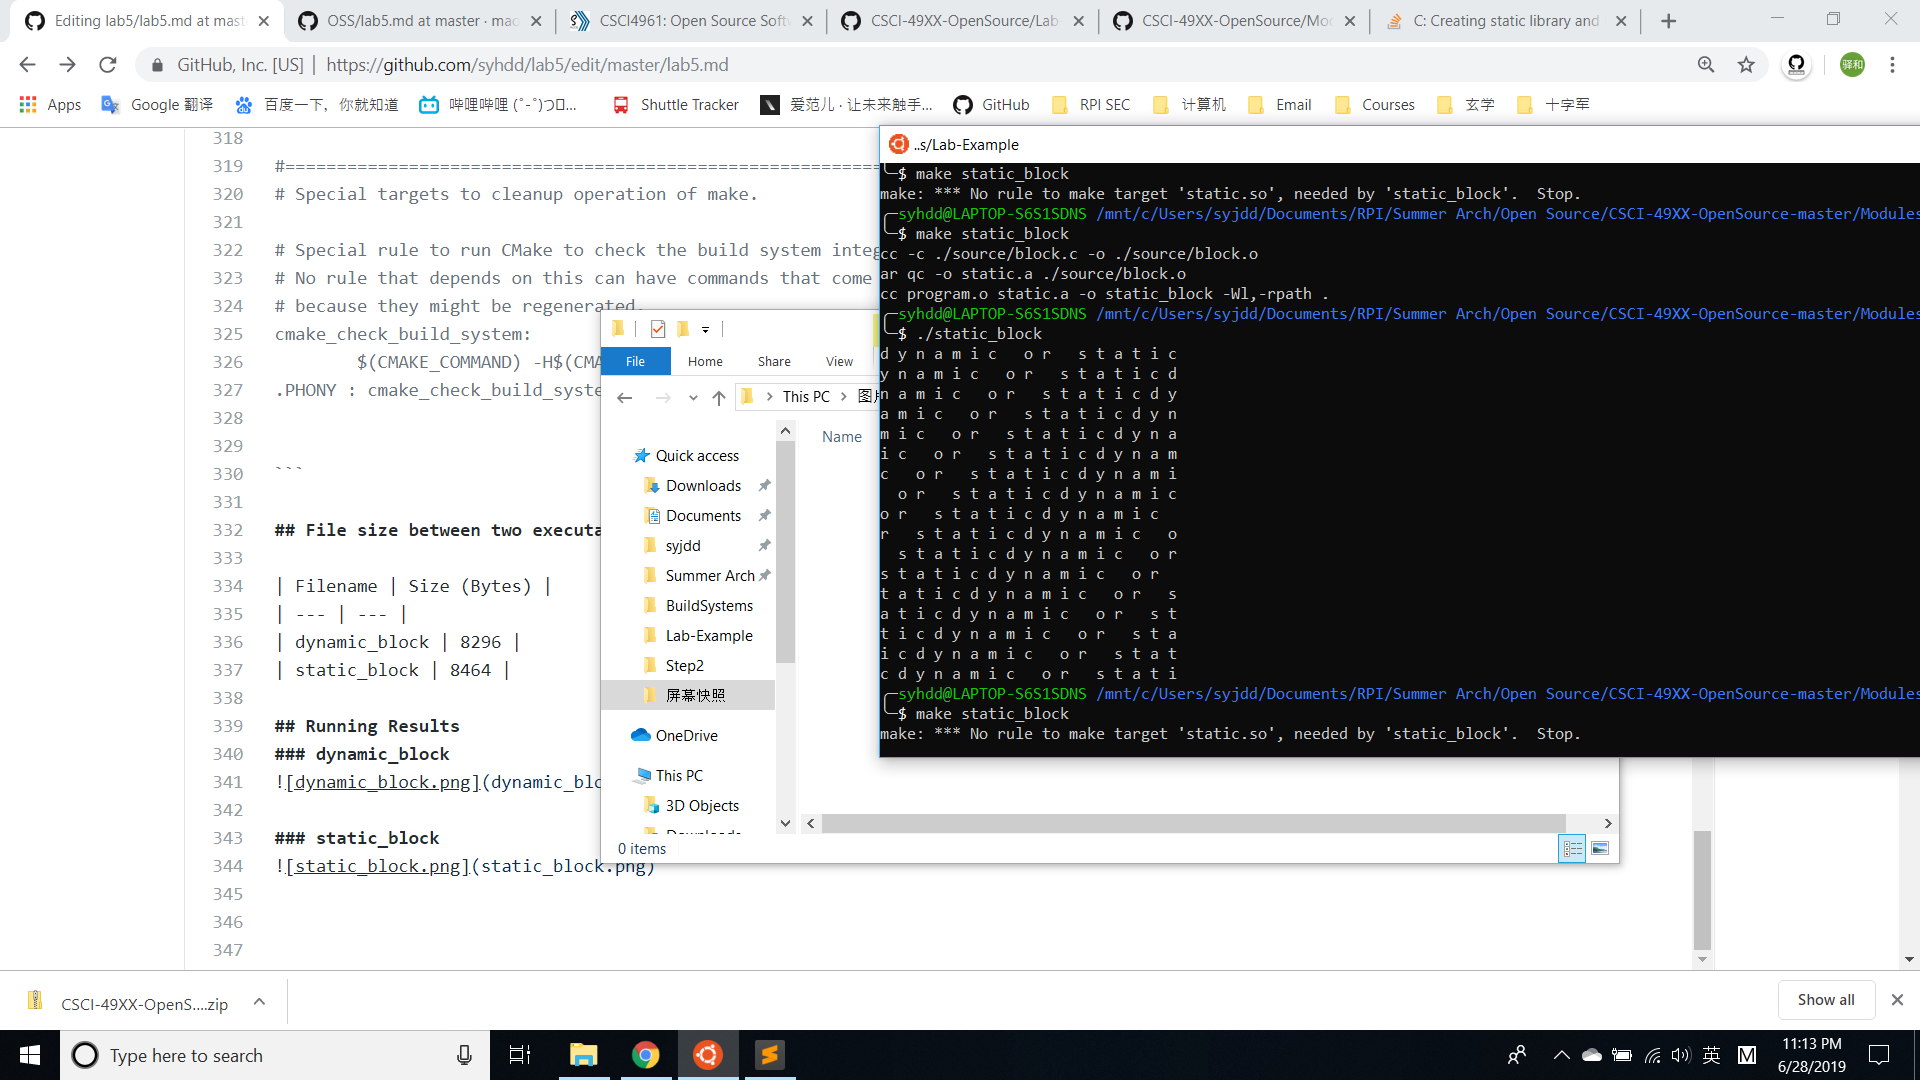 Editing lab5/lab5.md at mast
OSS/lab5.md at master · mao
CSCI4961: Open Source Soft
CSCI-49XX-OpenSource/Lab
CSCI-49XX-OpenSource/Mod
C: Creating static library and
GitHub, Inc. [US] | https://github.com/syhdd/lab5/edit/master/lab5.md
驿和
Apps
Google 翻译
百度一下，你就知道
哔哩哔哩 (゜-゜)つロ...
Shuttle Tracker
爱范儿 · 让未来触手...
GitHub
RPI SEC
计算机
Email
Courses
玄学
十字军
318
319 #========================================================
320 # Special targets to cleanup operation of make.
321
322 # Special rule to run CMake to check the build system integ
323 # No rule that depends on this can have commands that come
324 # because they might be regenerated.
325 cmake_check_build_system:
326 $(CMAKE_COMMAND) -H$(CMA
327 .PHONY : cmake_check_build_syste
328
329
330 ```
331
332 ## File size between two executa
333
334 | Filename | Size (Bytes) |
335 | --- | --- |
336 | dynamic_block | 8296 |
337 | static_block | 8464 |
338
339 ## Running Results
340 ### dynamic_block
341 ![dynamic_block.png](dynamic_blo
342
343 ### static_block
344 ![static_block.png](static_block.png)
345
346
347
File
Home
Share
View
This PC
图片
Name
Quick access
Downloads
Documents
syjdd
Summer Arch
BuildSystems
Lab-Example
Step2
屏幕快照
OneDrive
This PC
3D Objects
Downloads
0 items
..s/Lab-Example
$ make static_block
make: *** No rule to make target 'static.so', needed by 'static_block'.  Stop.
syhdd@LAPTOP-S6S1SDNS /mnt/c/Users/syjdd/Documents/RPI/Summer Arch/Open Source/CSCI-49XX-OpenSource-master/Modules
$ make static_block
cc -c ./source/block.c -o ./source/block.o
ar qc -o static.a ./source/block.o
cc program.o static.a -o static_block -Wl,-rpath .
syhdd@LAPTOP-S6S1SDNS /mnt/c/Users/syjdd/Documents/RPI/Summer Arch/Open Source/CSCI-49XX-OpenSource-master/Modules
$ ./static_block
d y n a m i c   o r   s t a t i c
y n a m i c   o r   s t a t i c d
n a m i c   o r   s t a t i c d y
a m i c   o r   s t a t i c d y n
m i c   o r   s t a t i c d y n a
i c   o r   s t a t i c d y n a m
c   o r   s t a t i c d y n a m i
  o r   s t a t i c d y n a m i c
o r   s t a t i c d y n a m i c
r   s t a t i c d y n a m i c   o
  s t a t i c d y n a m i c   o r
s t a t i c d y n a m i c   o r
t a t i c d y n a m i c   o r   s
a t i c d y n a m i c   o r   s t
t i c d y n a m i c   o r   s t a
i c d y n a m i c   o r   s t a t
c d y n a m i c   o r   s t a t i
syhdd@LAPTOP-S6S1SDNS /mnt/c/Users/syjdd/Documents/RPI/Summer Arch/Open Source/CSCI-49XX-OpenSource-master/Modules
$ make static_block
make: *** No rule to make target 'static.so', needed by 'static_block'.  Stop.
CSCI-49XX-OpenS....zip
Show all
Type here to search
英
M
11:13 PM
6/28/2019